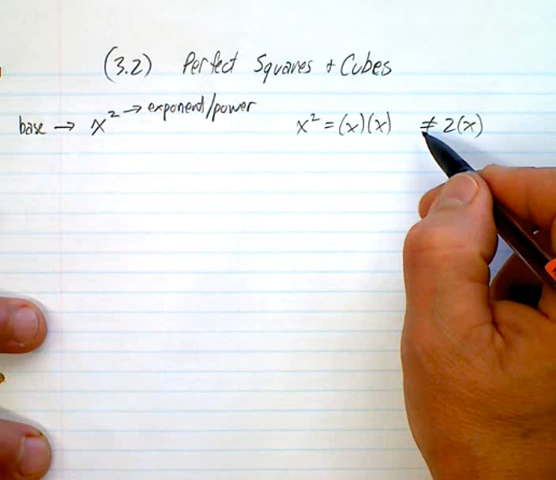 (3.2) Perfect Squares + Cubes
base → x² → exponent/power
x² = (x)(x) ≠ 2(x)